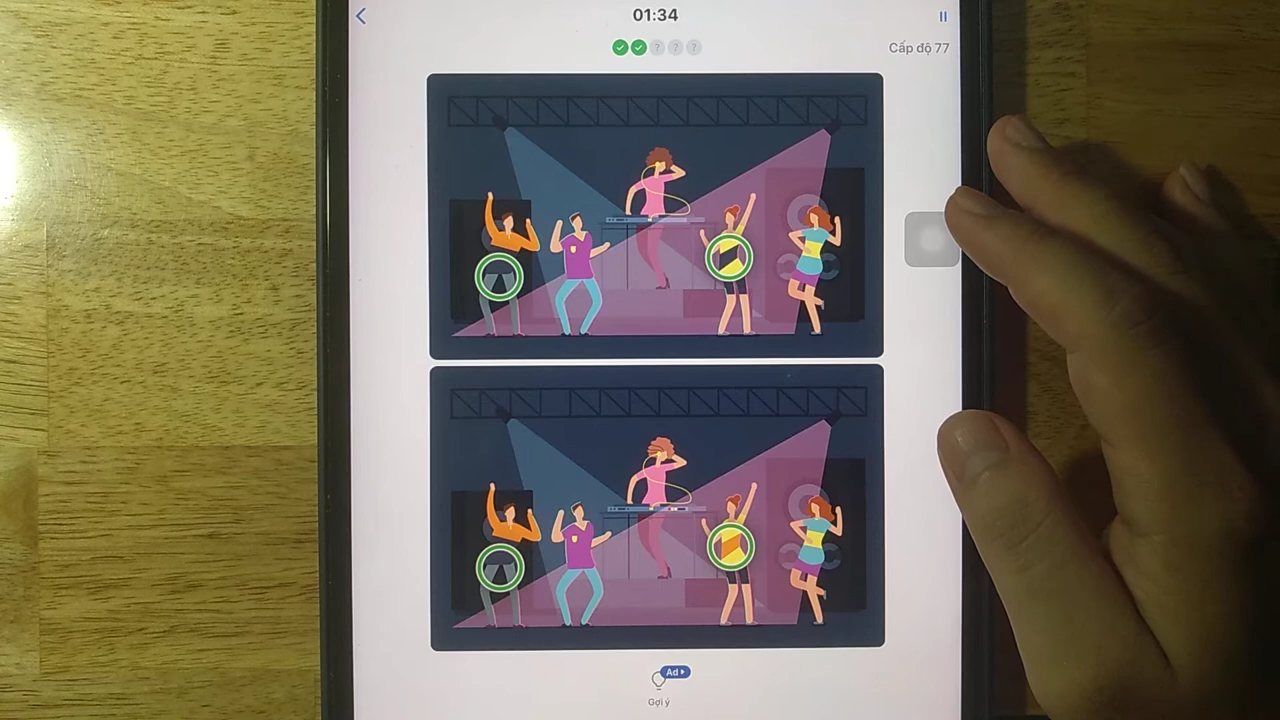 01:34
? ? ?
Cấp độ 77
Ad
Gợi ý